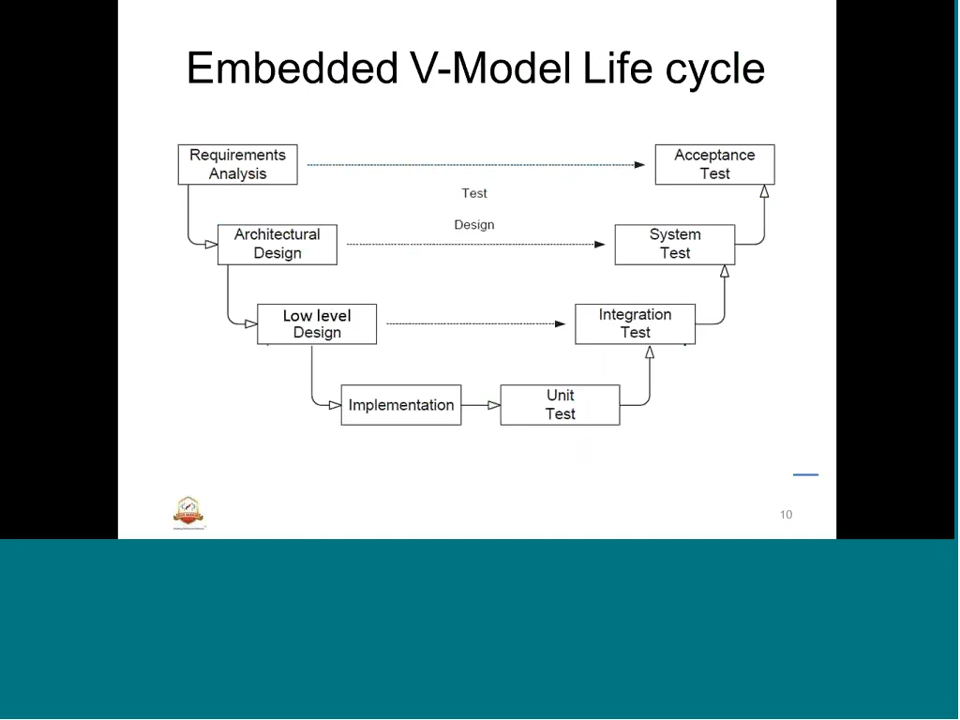 Embedded V-Model Life cycle
Requirements
Analysis
Acceptance
Test
Test
Design
Architectural
Design
System
Test
Low level
Design
Integration
Test
Implementation
Unit
Test
10